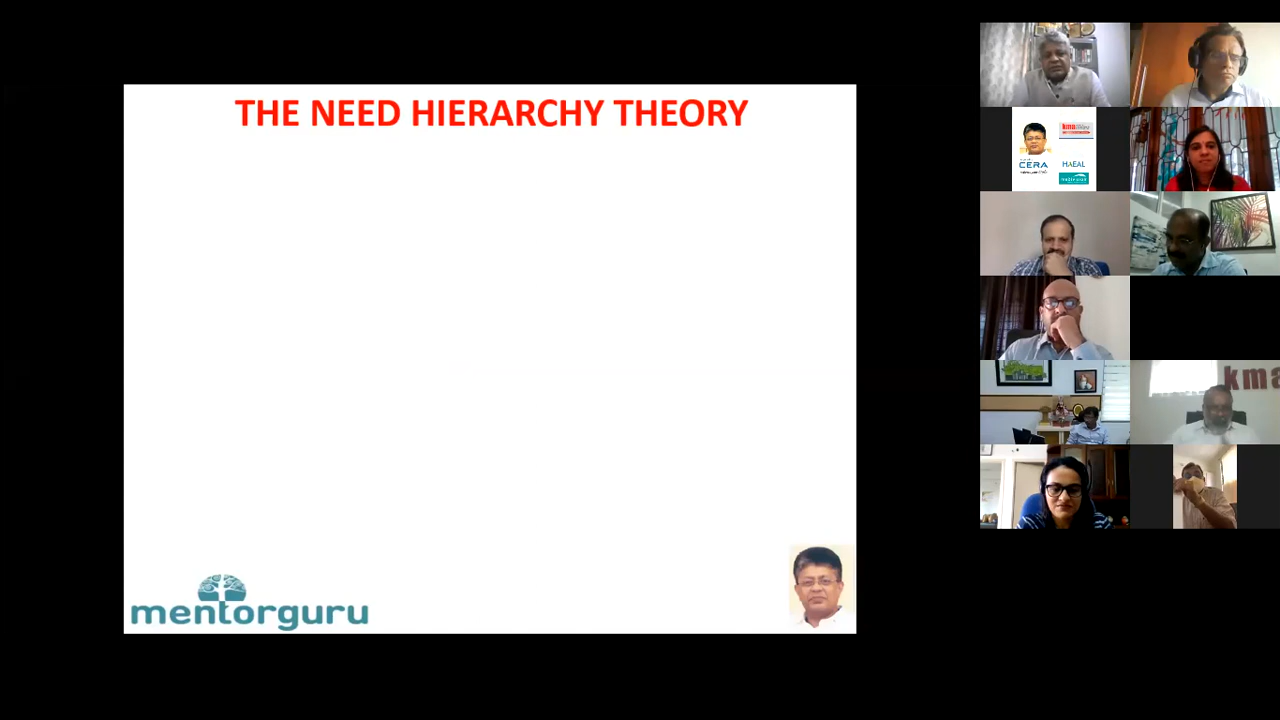 THE NEED HIERARCHY THEORY
mentorguru
kma
CERA
HAEAL
kma